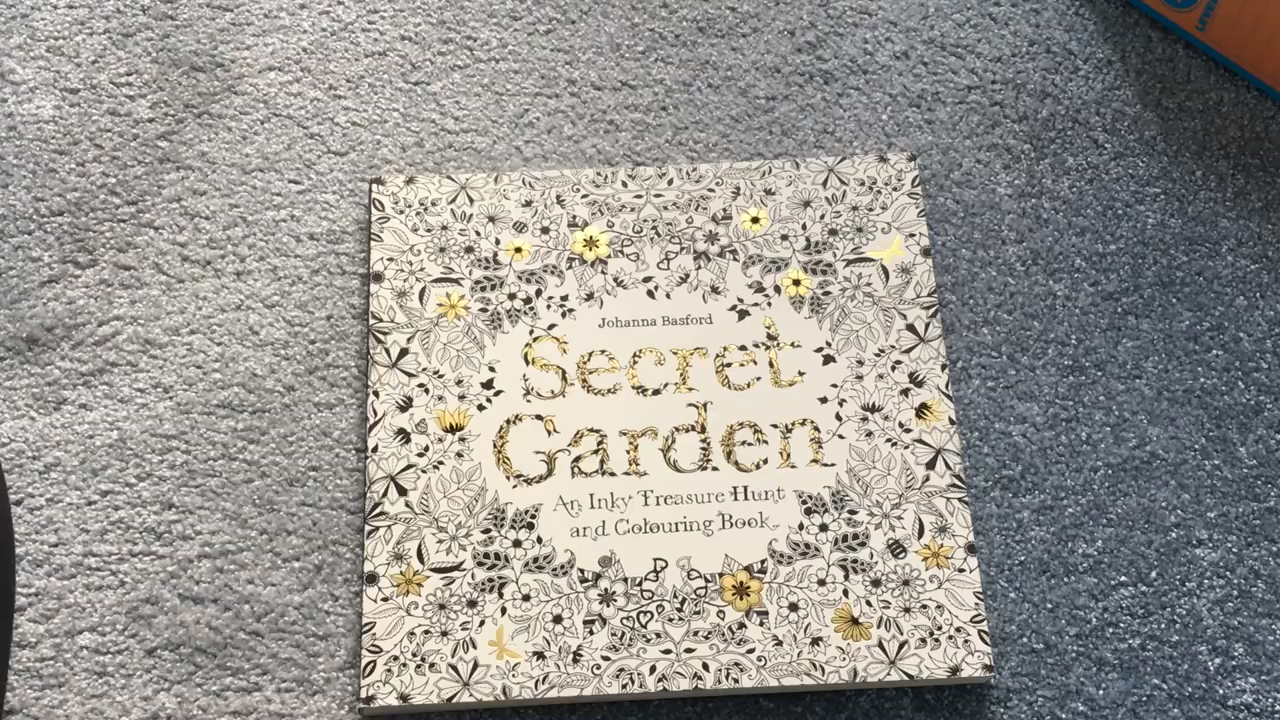 Johanna Basford
Secret
Garden
An Inky Treasure Hunt
and Colouring Book